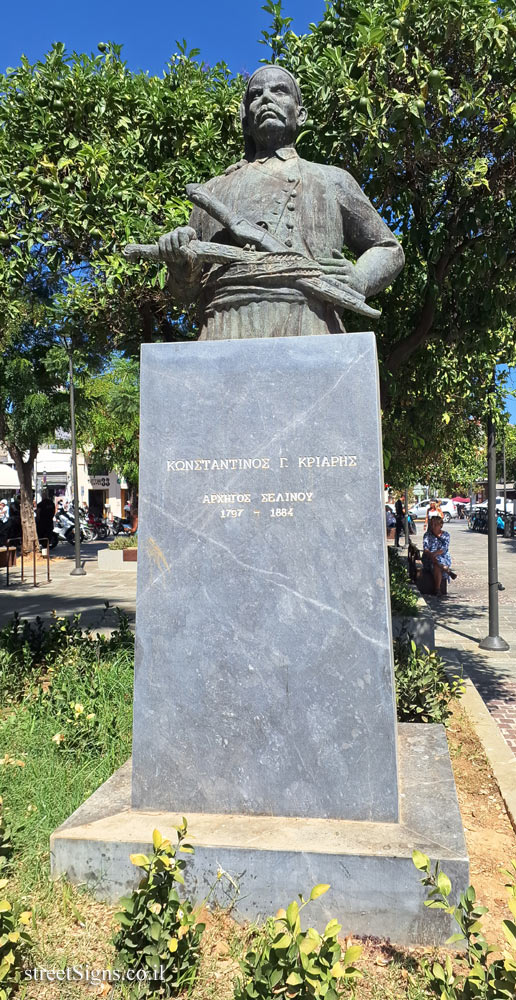 ΚΩΝΣΤΑΝΤΙΝΟΣ Γ. ΚΡΙΑΡΗΣ
ΑΡΧΗΓΟΣ ΣΕΛΙΝΟΥ
1797 - 1884
streetsigns.co.il